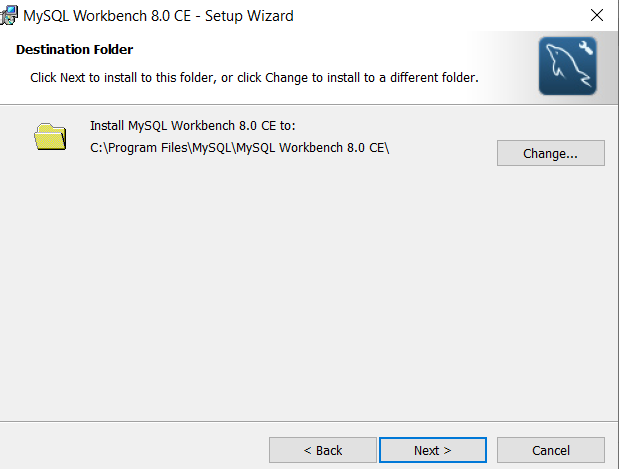 MySQL Workbench 8.0 CE - Setup Wizard
Destination Folder
Click Next to install to this folder, or click Change to install to a different folder.
Install MySQL Workbench 8.0 CE to:
C:\Program Files\MySQL\MySQL Workbench 8.0 CE\
Change...
< Back
Next >
Cancel